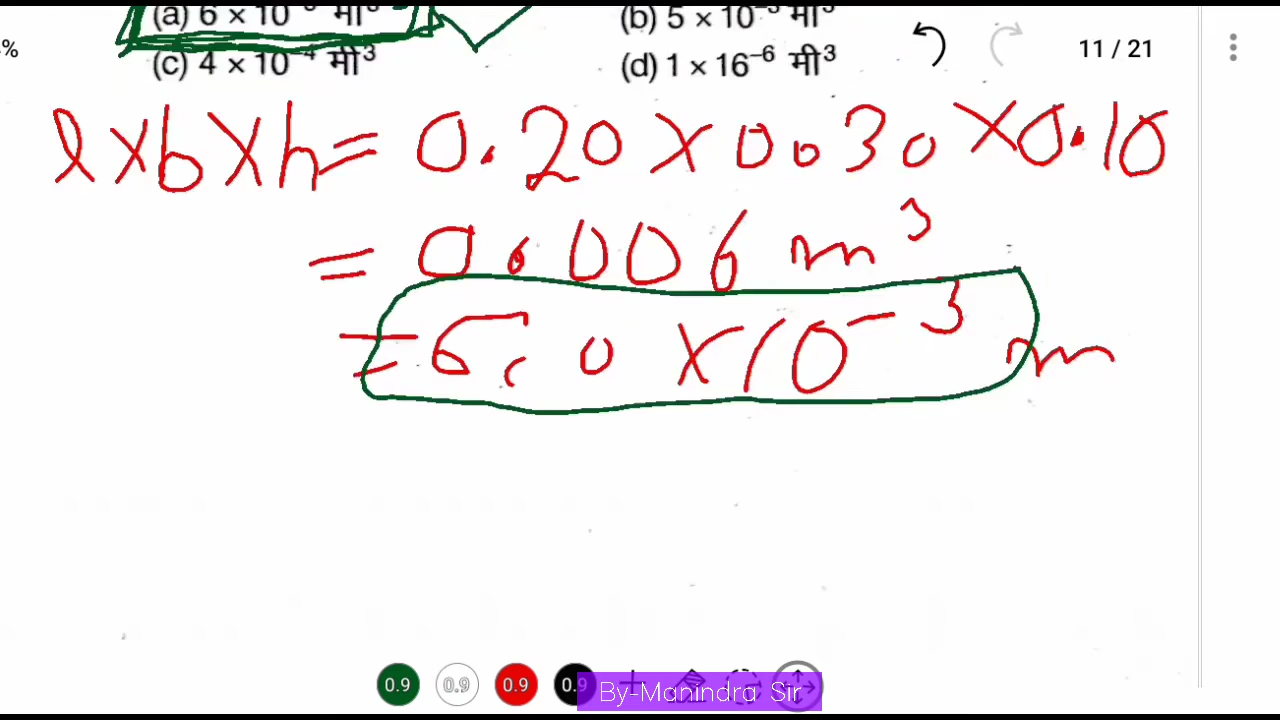 (a) 6 × 10 मी³ (b) 5 × 10⁻³ मी³
%
(c) 4 × 10⁻⁴ मी³ (d) 1 × 16⁻⁶ मी³
11 / 21
l×b×h = 0.20 × 0.30 × 0.10
= 0.006 m³
= 6.0 × 10⁻³ m
0.9 0.9 0.9 0.9
By-Manindra Sir